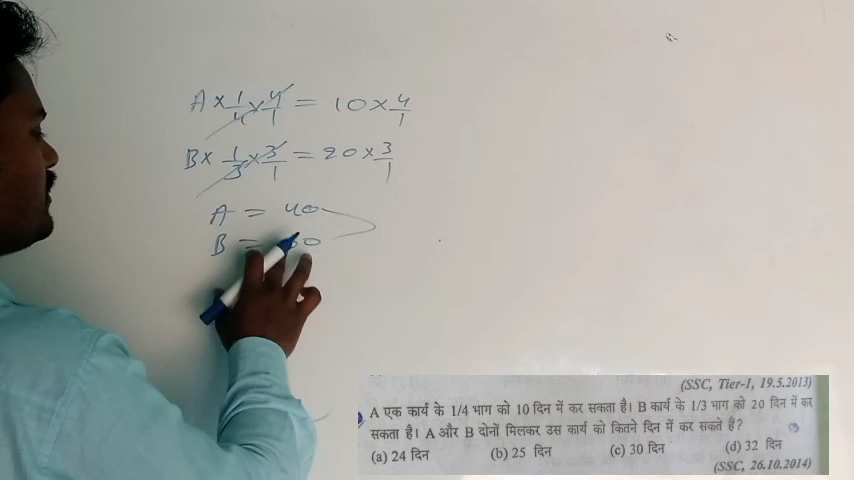 A × 1/4 × 4/1 = 10 × 4/1
B × 1/3 × 3/1 = 20 × 3/1
A = 40
B = 60
(SSC, Tier-I, 19.5.2013)
A एक कार्य के 1/4 भाग को 10 दिन में कर सकता है। B कार्य के 1/3 भाग को 20 दिन में कर
सकता है। A और B दोनों मिलकर उस कार्य को कितने दिन में कर सकते हैं?
(a) 24 दिन (b) 25 दिन (c) 30 दिन (d) 32 दिन
(SSC, 26.10.2014)